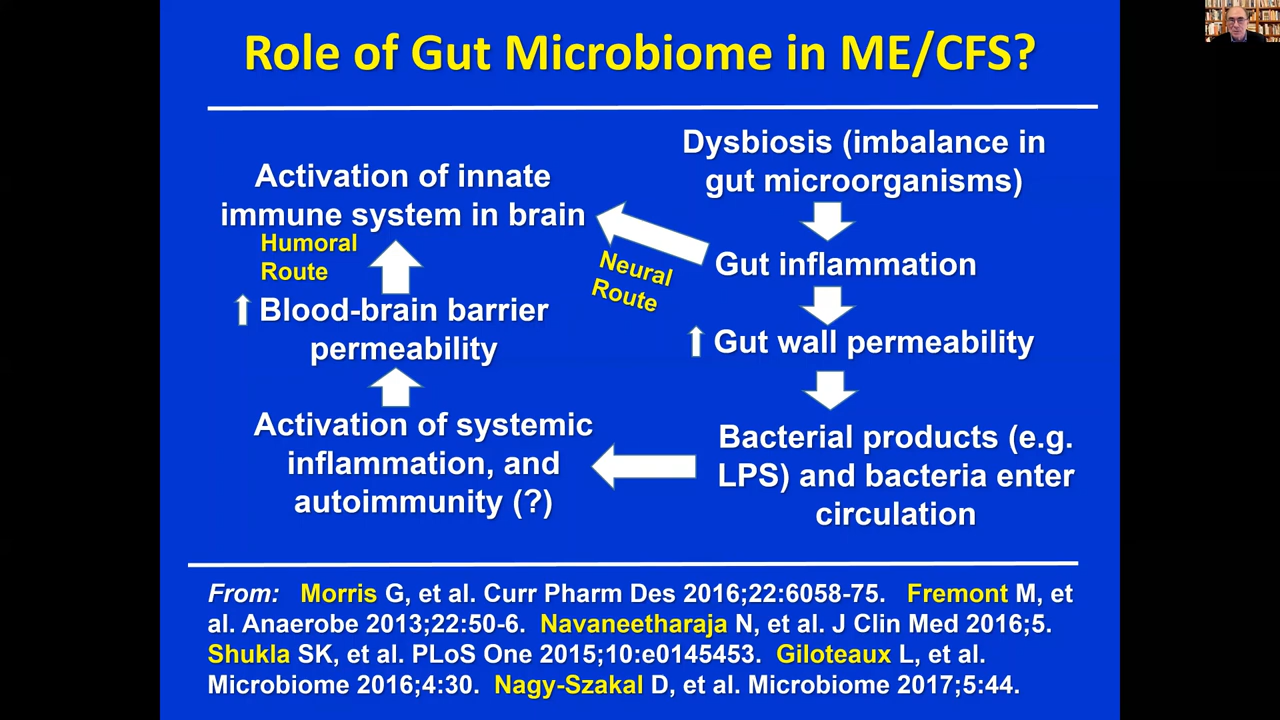 Role of Gut Microbiome in ME/CFS?
Dysbiosis (imbalance in
gut microorganisms)
Gut inflammation
Gut wall permeability
Bacterial products (e.g.
LPS) and bacteria enter
circulation
Activation of systemic
inflammation, and
autoimmunity (?)
Blood-brain barrier
permeability
Humoral
Route
Activation of innate
immune system in brain
Neural
Route
From: Morris G, et al. Curr Pharm Des 2016;22:6058-75. Fremont M, et
al. Anaerobe 2013;22:50-6. Navaneetharaja N, et al. J Clin Med 2016;5.
Shukla SK, et al. PLoS One 2015;10:e0145453. Giloteaux L, et al.
Microbiome 2016;4:30. Nagy-Szakal D, et al. Microbiome 2017;5:44.